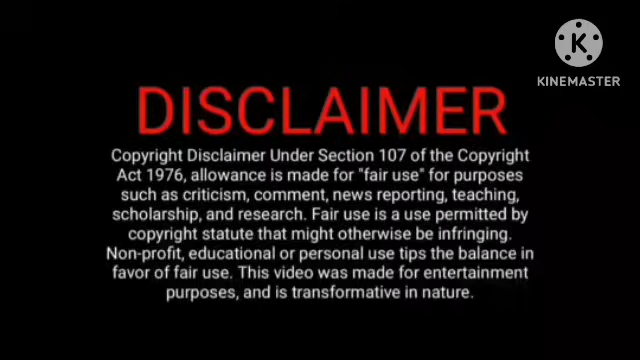 KINEMASTER
DISCLAIMER
Copyright Disclaimer Under Section 107 of the Copyright
Act 1976, allowance is made for "fair use" for purposes
such as criticism, comment, news reporting, teaching,
scholarship, and research. Fair use is a use permitted by
copyright statute that might otherwise be infringing.
Non-profit, educational or personal use tips the balance in
favor of fair use. This video was made for entertainment
purposes, and is transformative in nature.